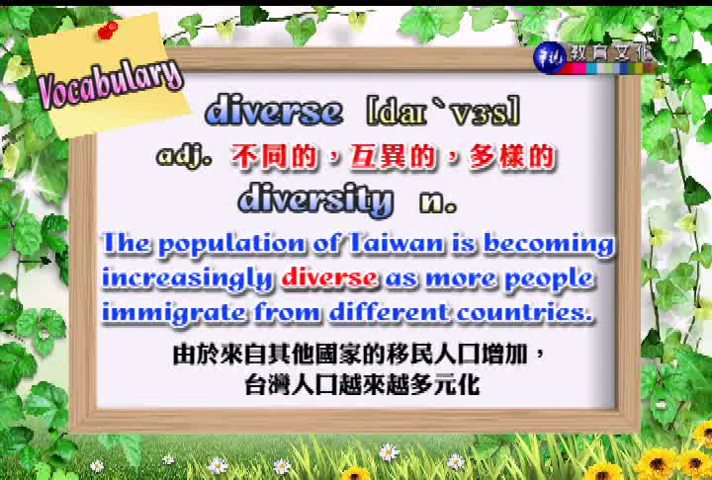 Vocabulary
華視 教育文化
diverse [daɪˋvɝs]
adj. 不同的，互異的，多樣的
diversity n.
The population of Taiwan is becoming
increasingly diverse as more people
immigrate from different countries.
由於來自其他國家的移民人口增加，
台灣人口越來越多元化